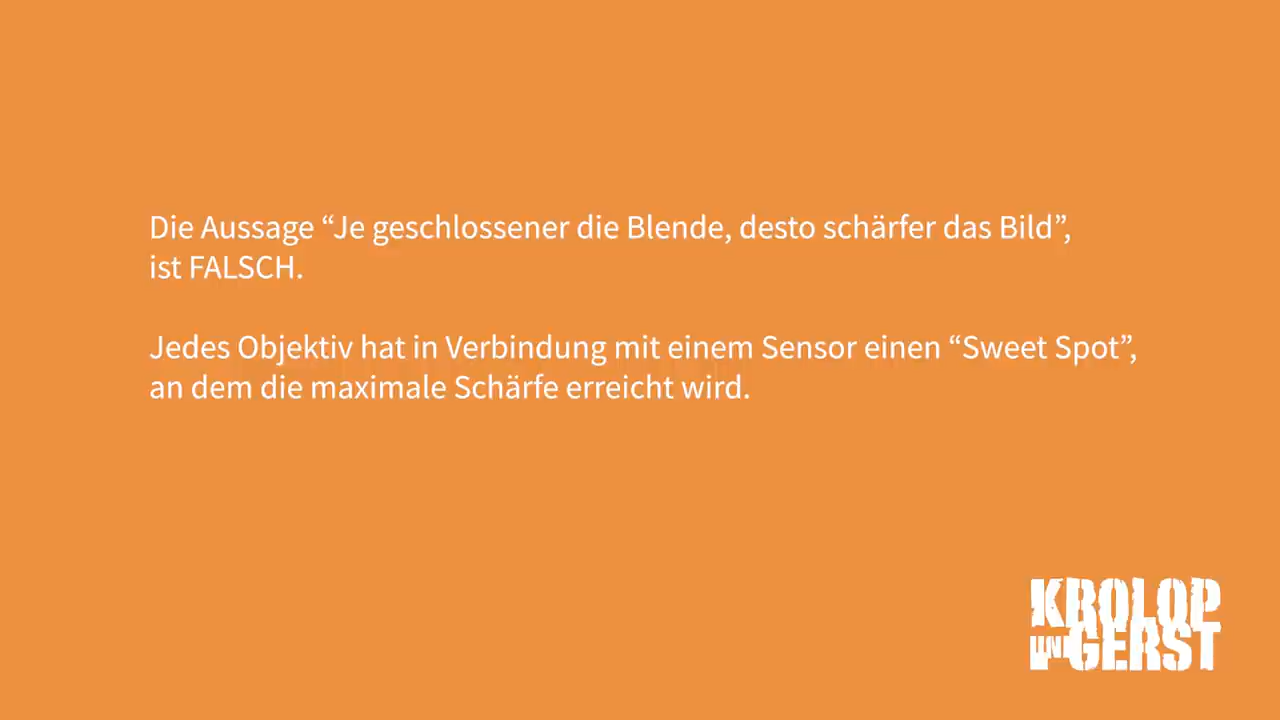 Die Aussage “Je geschlossener die Blende, desto schärfer das Bild”,
ist FALSCH.
Jedes Objektiv hat in Verbindung mit einem Sensor einen “Sweet Spot”,
an dem die maximale Schärfe erreicht wird.
KROLOP
UND GERST